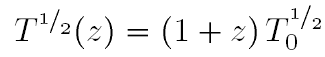 T^{1/2}(z) = (1 + z) T_0^{1/2}